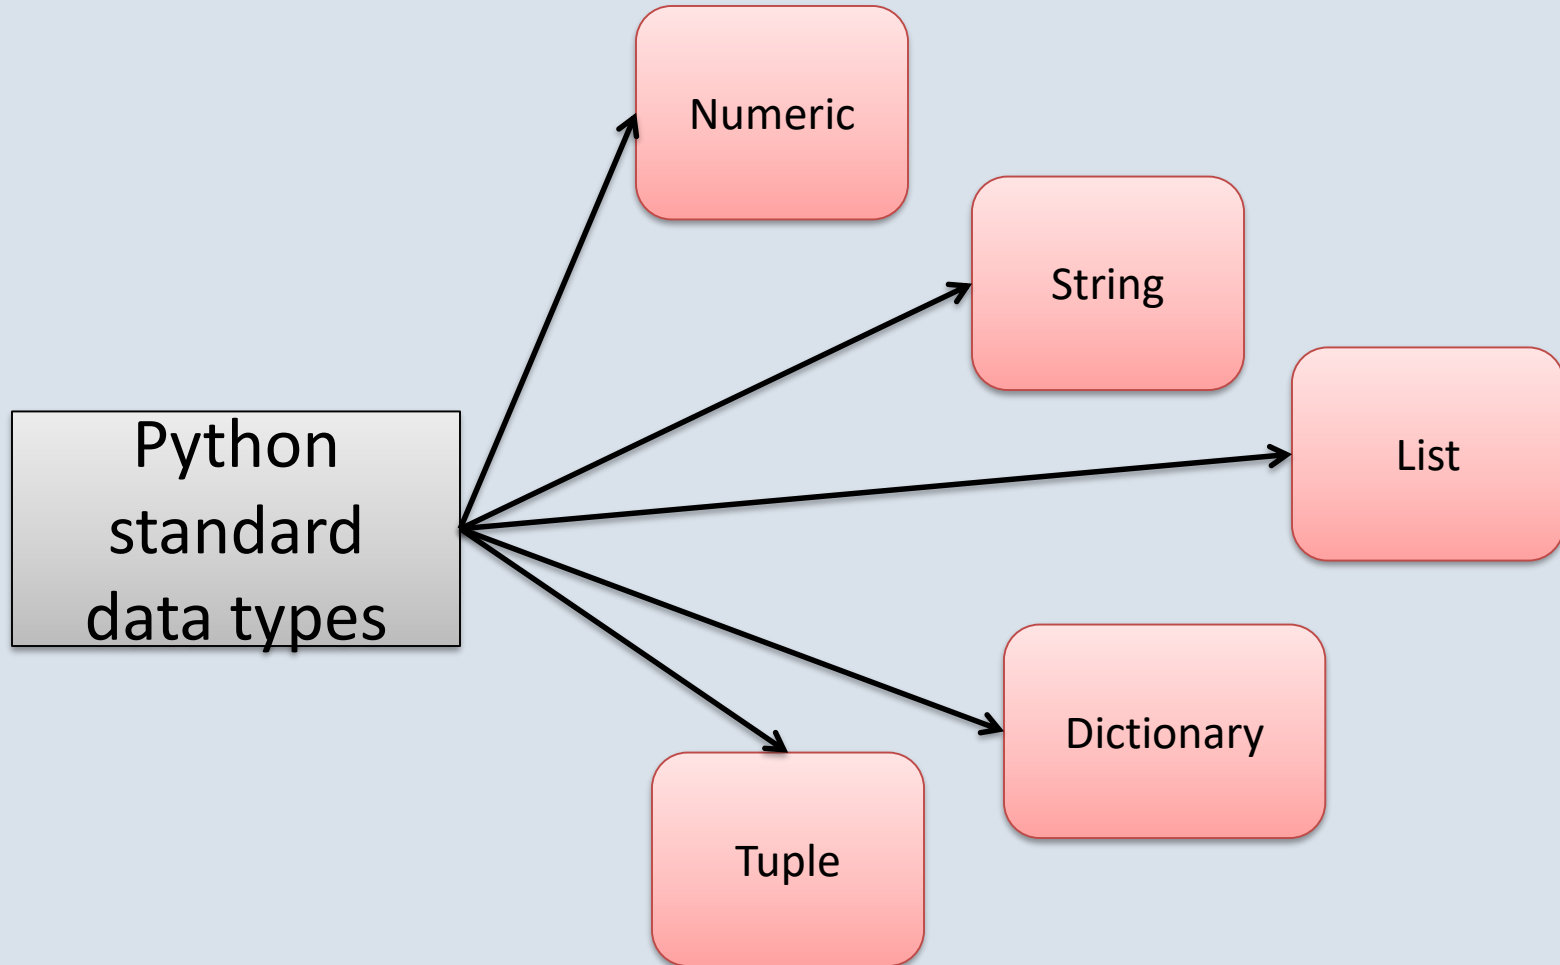 Numeric
String
List
Python
standard
data types
Dictionary
Tuple